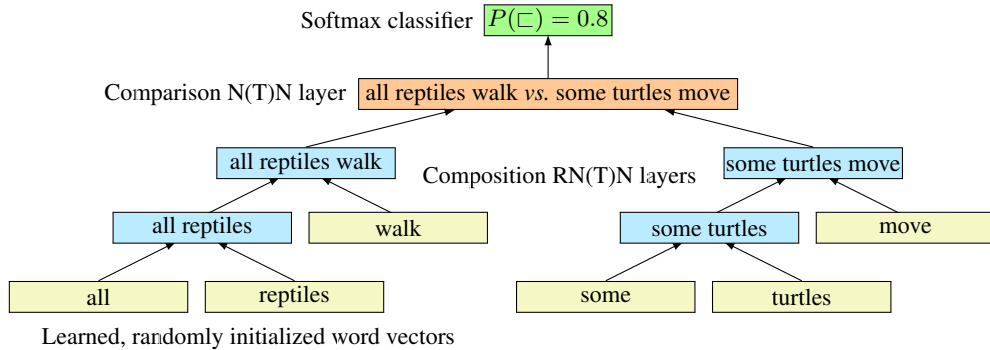 Softmax classifier P(⊏) = 0.8
Comparison N(T)N layer all reptiles walk vs. some turtles move
all reptiles walk some turtles move
Composition RN(T)N layers
all reptiles walk some turtles move
all reptiles some turtles
Learned, randomly initialized word vectors